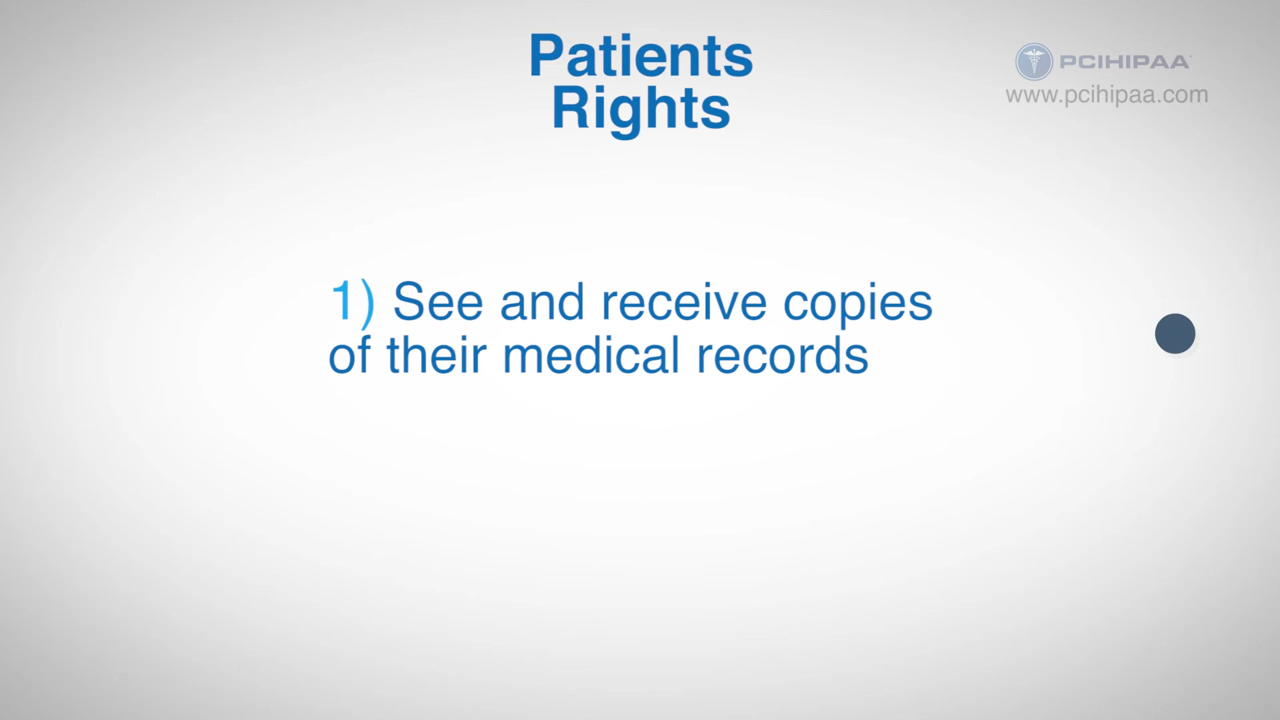 Patients
Rights
PCIHIPAA
www.pcihipaa.com
1) See and receive copies
of their medical records